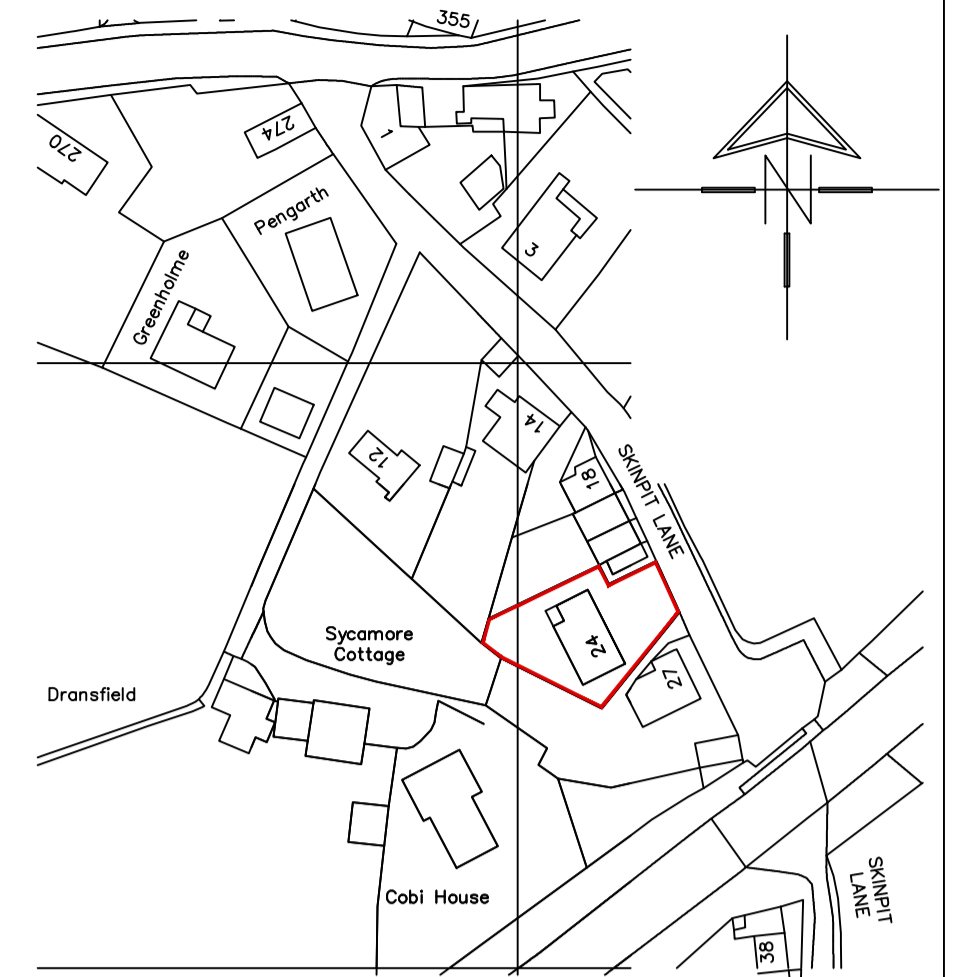 355
274
1
270
Pengarth
3
N
Greenholme
14
12
18
SKINPIT LANE
24
Sycamore
Cottage
27
Dransfield
Cobi House
SKINPIT
LANE
38